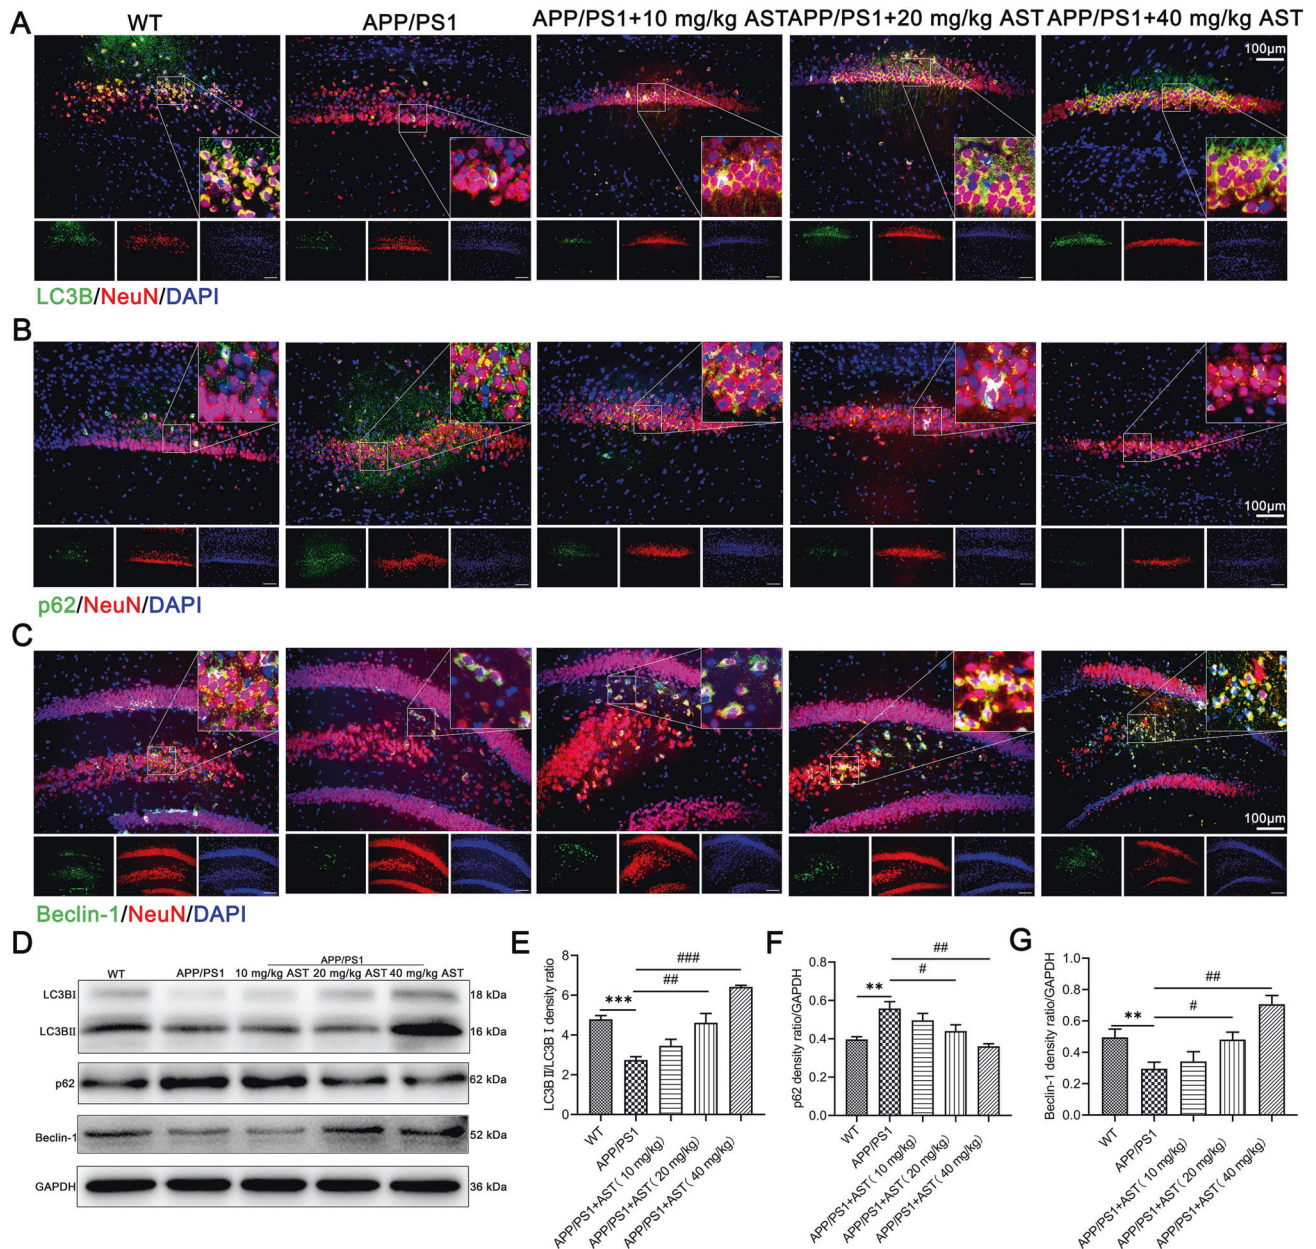 A
WT
APP/PS1
APP/PS1+10 mg/kg AST
APP/PS1+20 mg/kg AST
APP/PS1+40 mg/kg AST
100μm
LC3B/NeuN/DAPI
B
100μm
p62/NeuN/DAPI
C
100μm
Beclin-1/NeuN/DAPI
D
APP/PS1
WT
APP/PS1
10 mg/kg AST
20 mg/kg AST
40 mg/kg AST
LC3BI
18 kDa
LC3BII
16 kDa
p62
62 kDa
Beclin-1
52 kDa
GAPDH
36 kDa
E
LC3B II/LC3B I density ratio
8
6
4
2
0
***
##
###
WT
APP/PS1
APP/PS1+AST( 10 mg/kg)
APP/PS1+AST( 20 mg/kg)
APP/PS1+AST( 40 mg/kg)
F
p62 density ratio/GAPDH
0.8
0.6
0.4
0.2
0.0
**
#
##
WT
APP/PS1
APP/PS1+AST( 10 mg/kg)
APP/PS1+AST( 20 mg/kg)
APP/PS1+AST( 40 mg/kg)
G
Beclin-1 density ratio/GAPDH
1.0
0.8
0.6
0.4
0.2
0.0
**
#
##
WT
APP/PS1
APP/PS1+AST( 10 mg/kg)
APP/PS1+AST( 20 mg/kg)
APP/PS1+AST( 40 mg/kg)